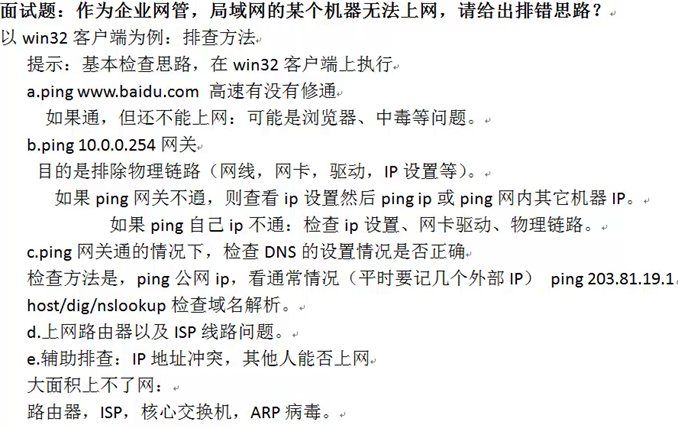 面试题：作为企业网管，局域网的某个机器无法上网，请给出排错思路？
以 win32 客户端为例：排查方法
提示：基本检查思路，在 win32 客户端上执行
a.ping www.baidu.com 高速有没有修通
如果通，但还不能上网：可能是浏览器、中毒等问题。
b.ping 10.0.0.254 网关
目的是排除物理链路（网线，网卡，驱动，IP 设置等）。
如果 ping 网关不通，则查看 ip 设置然后 ping ip 或 ping 网内其它机器 IP。
如果 ping 自己 ip 不通：检查 ip 设置、网卡驱动、物理链路。
c.ping 网关通的情况下，检查 DNS 的设置情况是否正确
检查方法是，ping 公网 ip，看通常情况（平时要记几个外部 IP） ping 203.81.19.1
host/dig/nslookup 检查域名解析。
d.上网路由器以及 ISP 线路问题。
e.辅助排查：IP 地址冲突，其他人能否上网
大面积上不了网：
路由器，ISP，核心交换机，ARP 病毒。